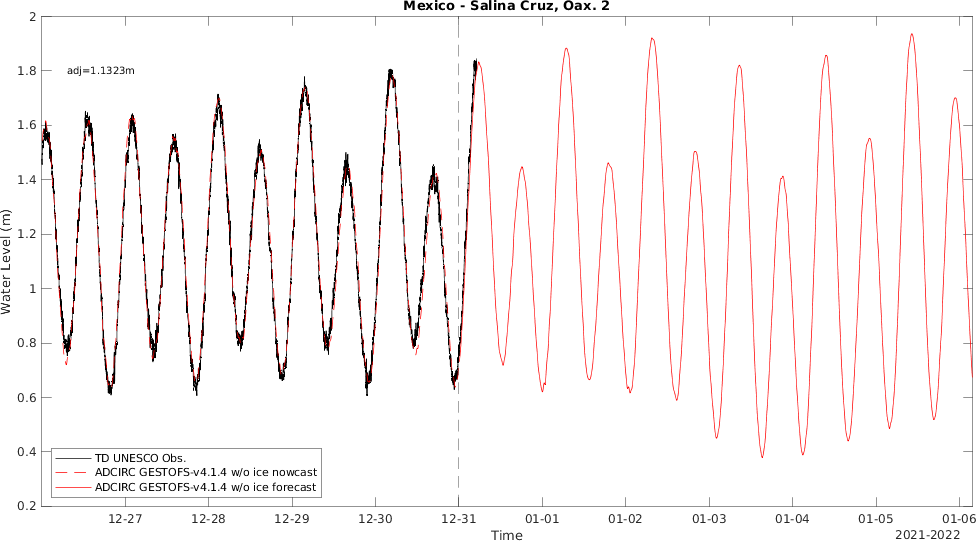 Mexico - Salina Cruz, Oax. 2
2
1.8
1.6
1.4
1.2
1
0.8
0.6
0.4
0.2
Water Level (m)
adj=1.1323m
TD UNESCO Obs.
ADCIRC GESTOFS-v4.1.4 w/o ice nowcast
ADCIRC GESTOFS-v4.1.4 w/o ice forecast
12-27 12-28 12-29 12-30 12-31 01-01 01-02 01-03 01-04 01-05 01-06
Time
2021-2022